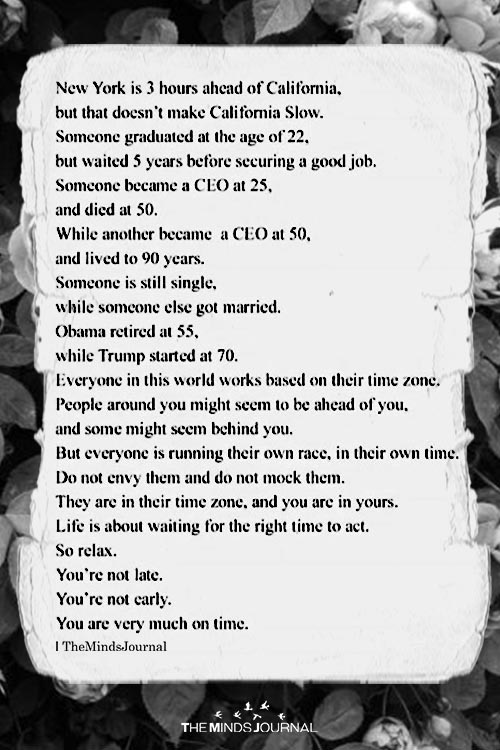 New York is 3 hours ahead of California,
but that doesn't make California Slow.
Someone graduated at the age of 22,
but waited 5 years before securing a good job.
Someone became a CEO at 25,
and died at 50.
While another became a CEO at 50,
and lived to 90 years.
Someone is still single,
while someone else got married.
Obama retired at 55,
while Trump started at 70.
Everyone in this world works based on their time zone.
People around you might seem to be ahead of you,
and some might seem behind you.
But everyone is running their own race, in their own time.
Do not envy them and do not mock them.
They are in their time zone, and you are in yours.
Life is about waiting for the right time to act.
So relax.
You're not late.
You're not early.
You are very much on time.
| TheMindsJournal
THE MINDS JOURNAL